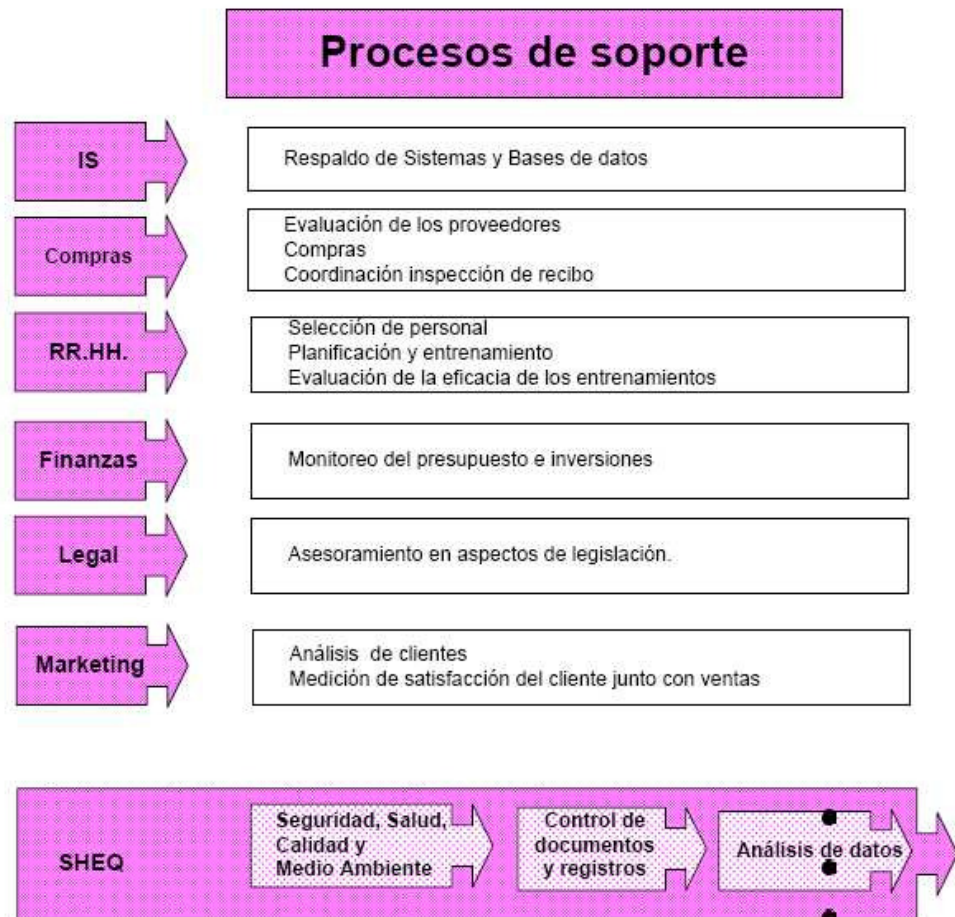 Procesos de soporte
IS
Respaldo de Sistemas y Bases de datos
Compras
Evaluación de los proveedores
Compras
Coordinación inspección de recibo
RR.HH.
Selección de personal
Planificación y entrenamiento
Evaluación de la eficacia de los entrenamientos
Finanzas
Monitoreo del presupuesto e inversiones
Legal
Asesoramiento en aspectos de legislación.
Marketing
Análisis de clientes
Medición de satisfacción del cliente junto con ventas
SHEQ
Seguridad, Salud,
Calidad y
Medio Ambiente
Control de
documentos
y registros
Análisis de datos